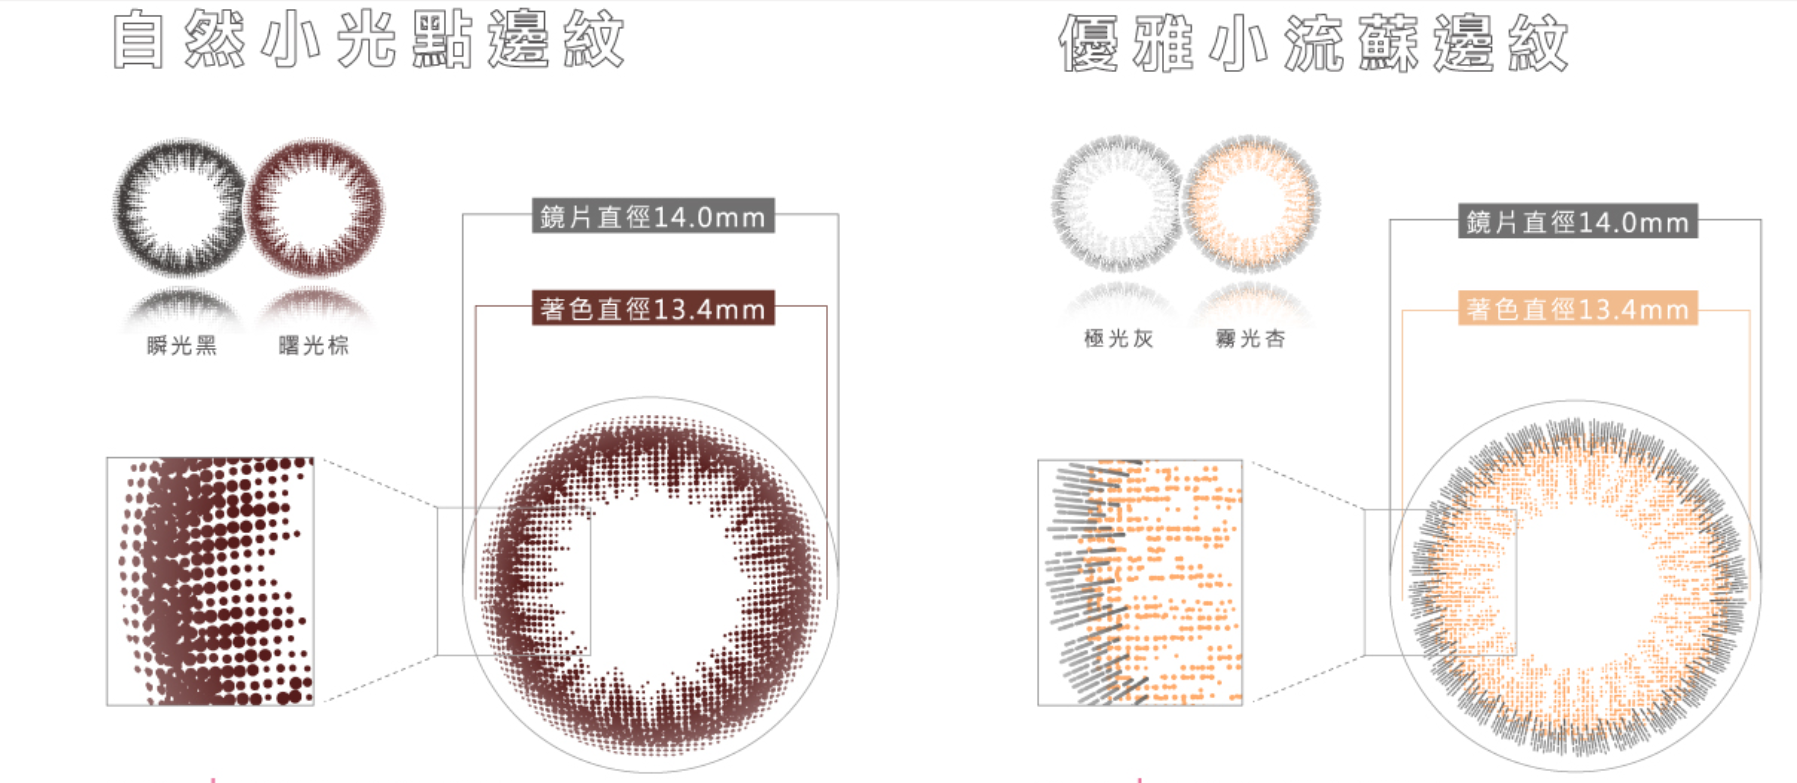 自然小光點邊紋
瞬光黑
曙光棕
鏡片直徑14.0mm
著色直徑13.4mm
優雅小流蘇邊紋
極光灰
霧光杏
鏡片直徑14.0mm
著色直徑13.4mm